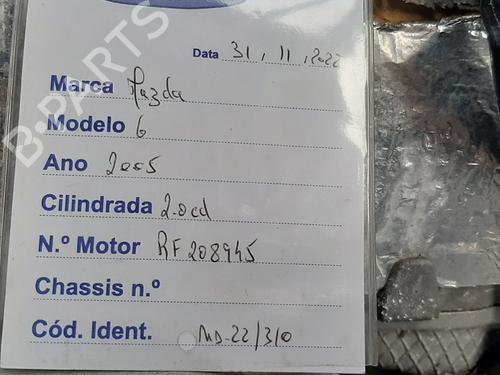 Data 31, 11, 2022
Marca Mazda
Modelo 6
Ano 2005
Cilindrada 2.0cd
N.º Motor RF 208945
Chassis n.º
Cód. Ident. MD-22/310
B-PARTS